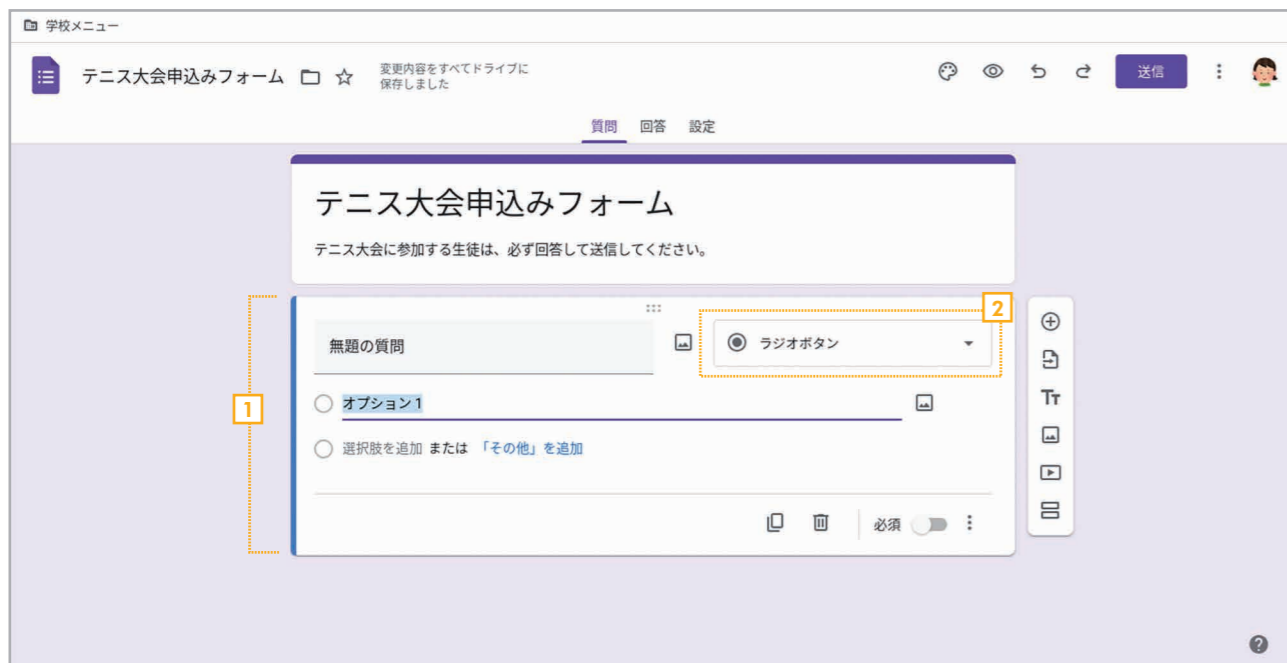 学校メニュー
テニス大会申込みフォーム
変更内容をすべてドライブに
保存しました
送信
質問 回答 設定
テニス大会申込みフォーム
テニス大会に参加する生徒は、必ず回答して送信してください。
2
無題の質問
ラジオボタン
Tт
1
オプション 1
選択肢を追加 または 「その他」を追加
必須